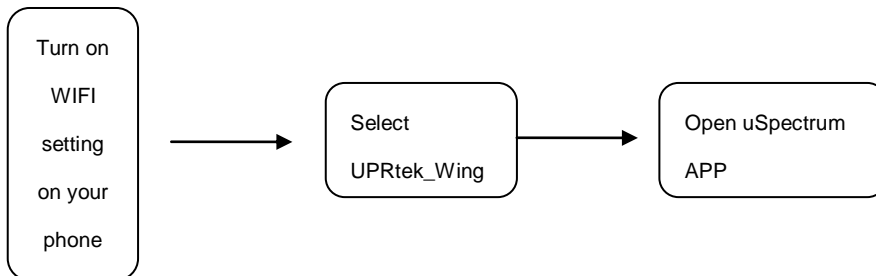 Turn on
WIFI
setting
on your
phone
Select
UPRtek_Wing
Open uSpectrum
APP